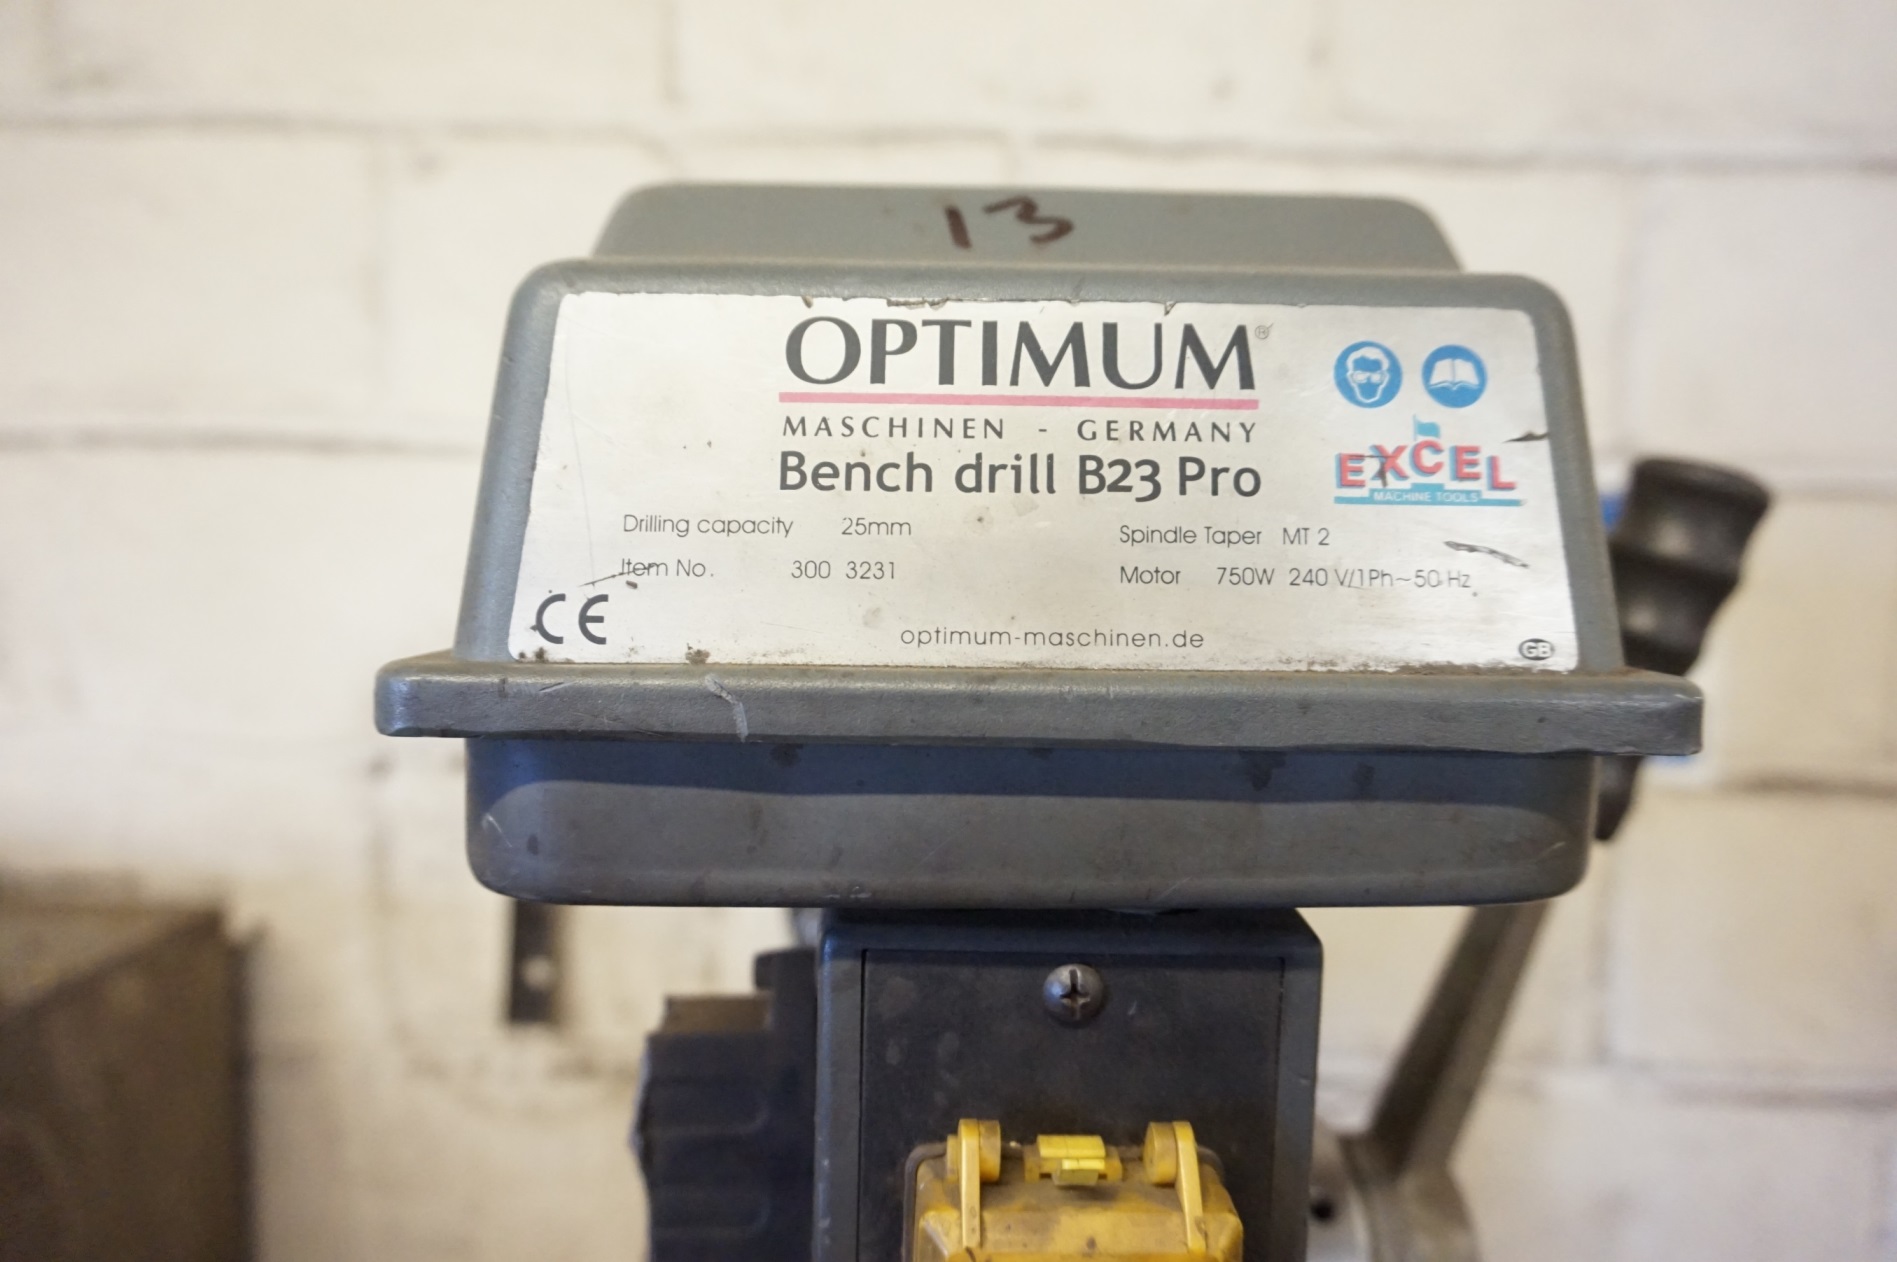 13
OPTIMUM®
MASCHINEN - GERMANY
Bench drill B23 Pro
EXCEL
MACHINE TOOLS
Drilling capacity 25mm
Spindle Taper MT 2
Item No. 300 3231
Motor 750W 240 V/1Ph~50 Hz
CE
optimum-maschinen.de
GB